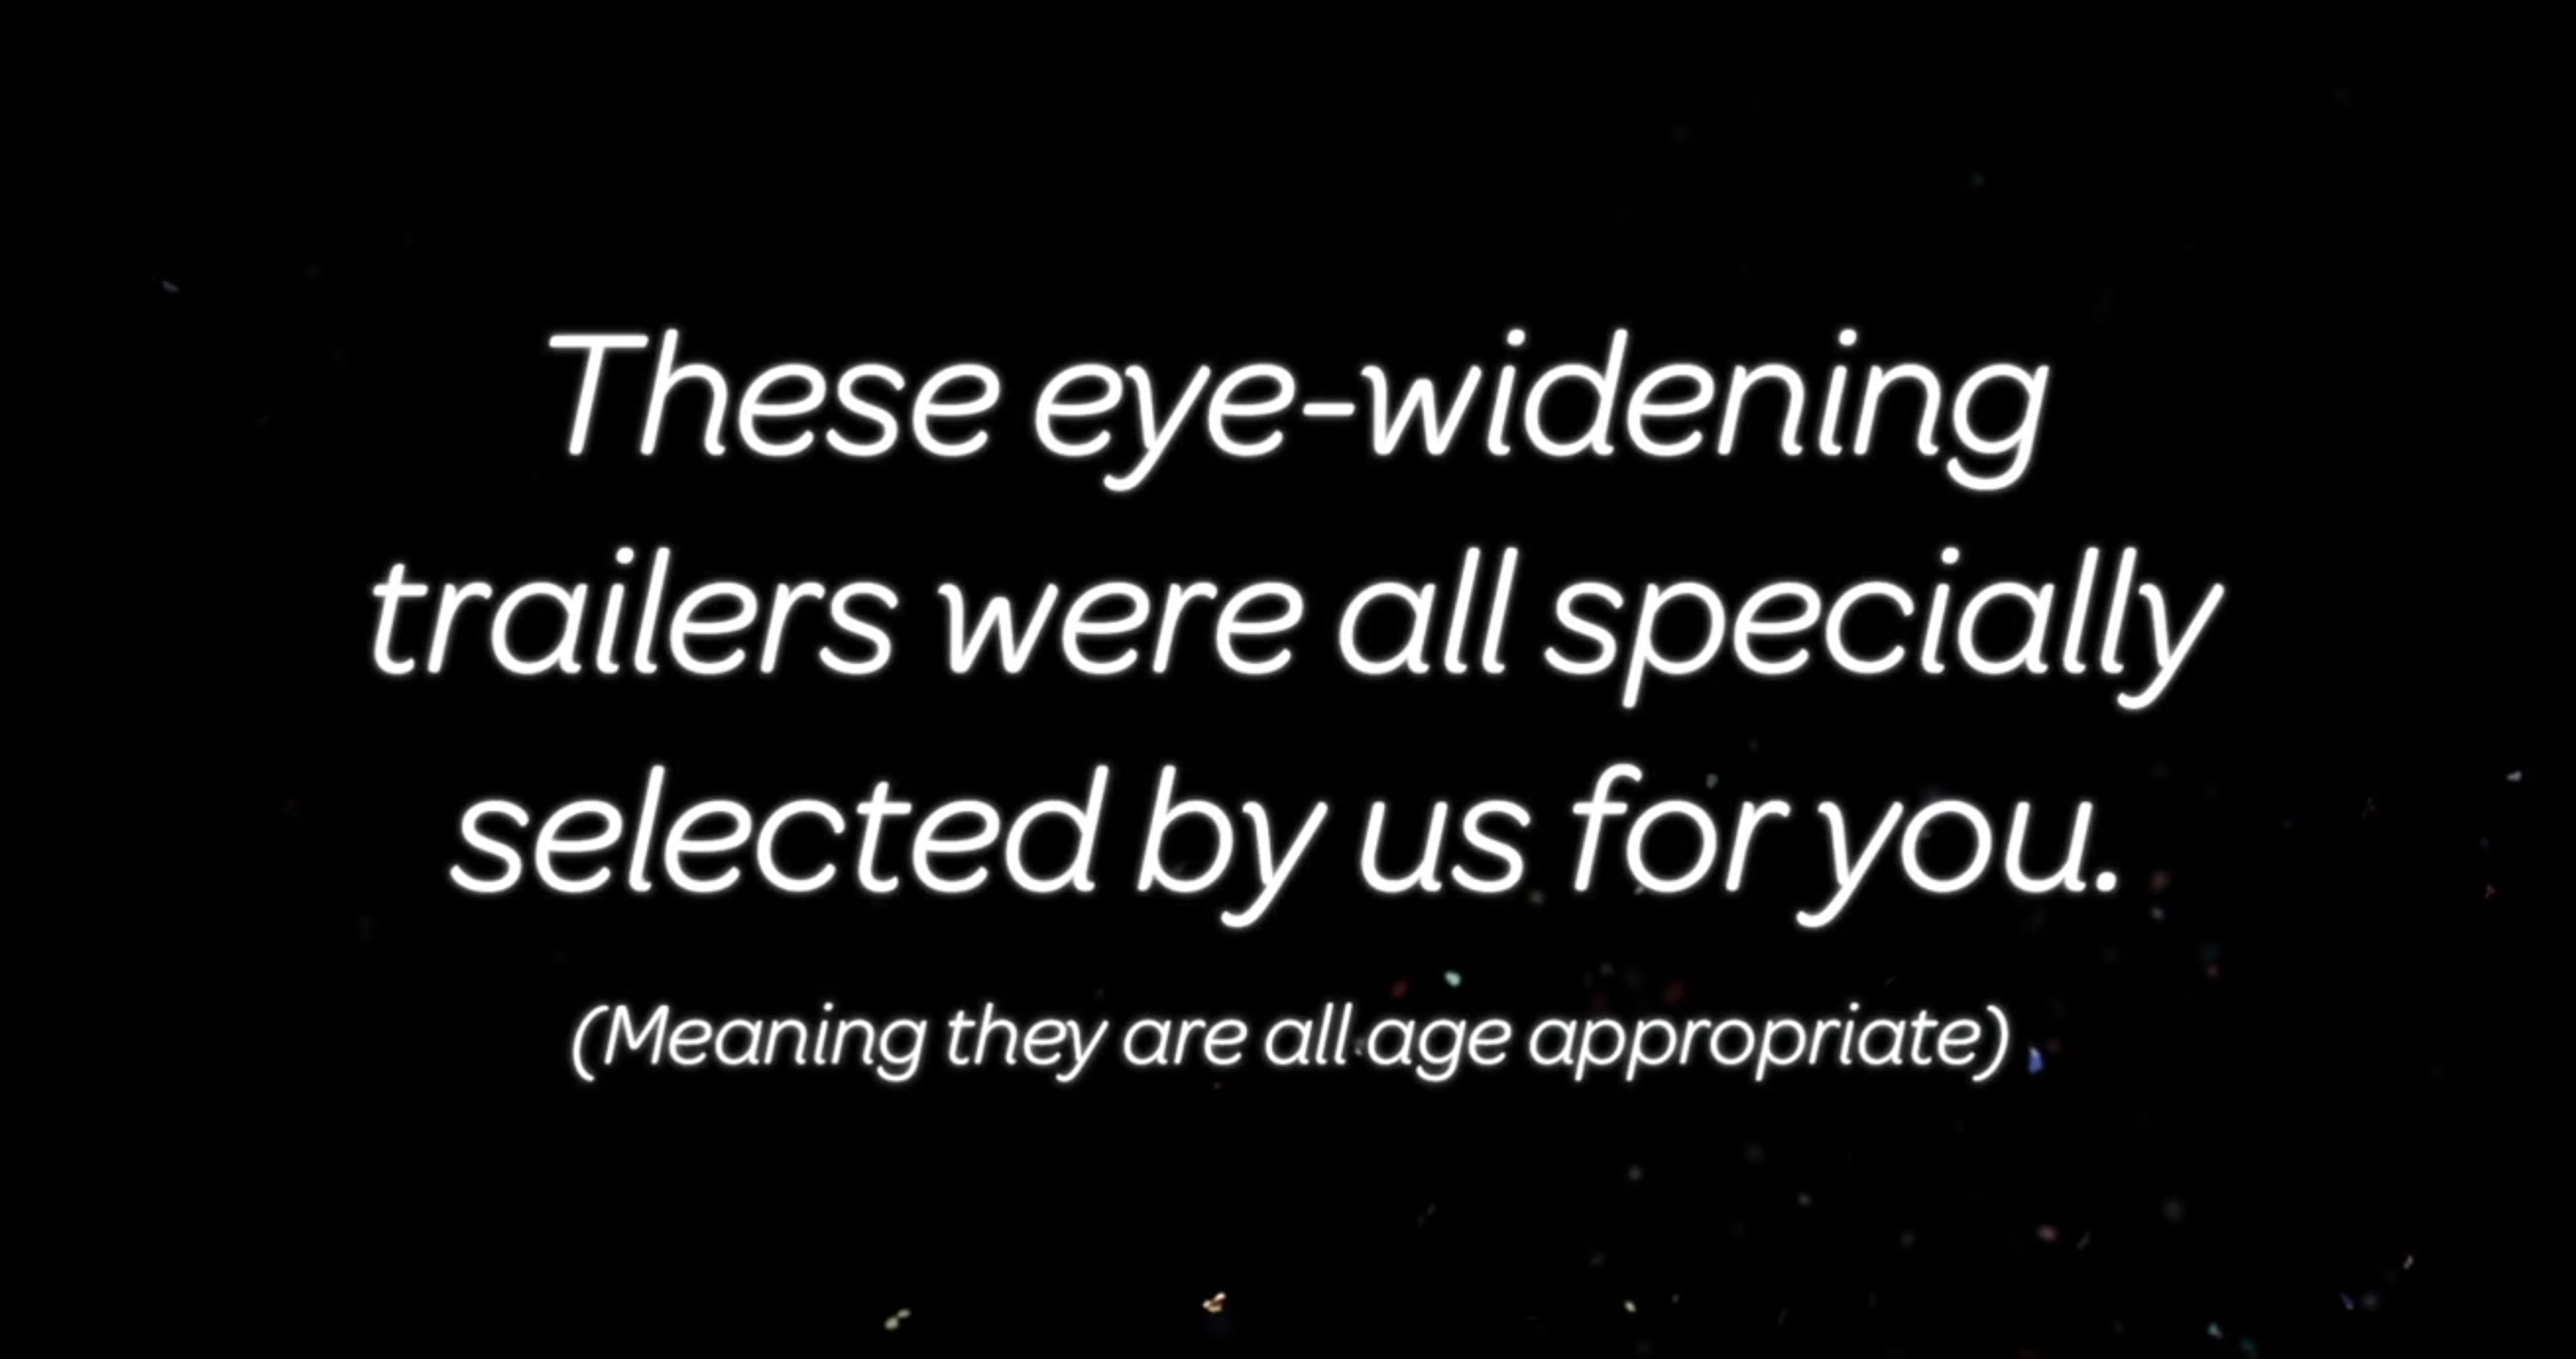 These eye-widening
trailers were all specially
selected by us for you.
(Meaning they are all age appropriate)